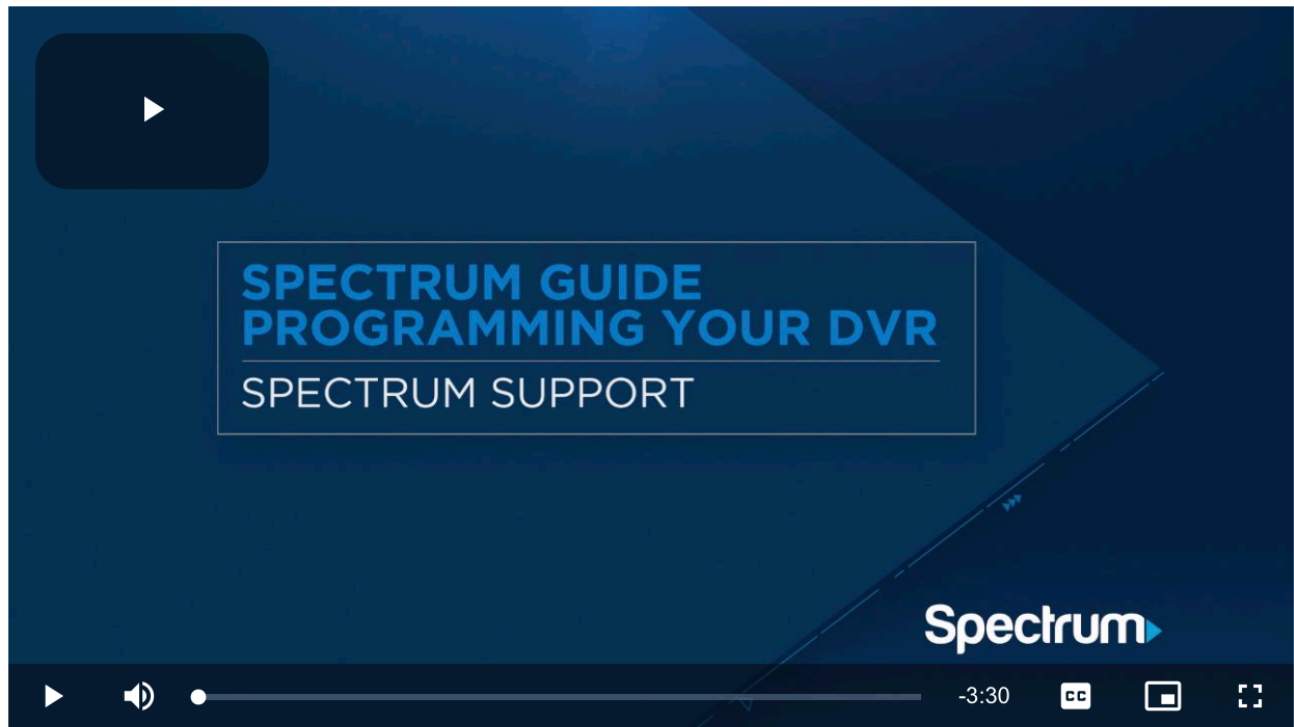 SPECTRUM GUIDE
PROGRAMMING YOUR DVR
SPECTRUM SUPPORT
Spectrum
-3:30
CC